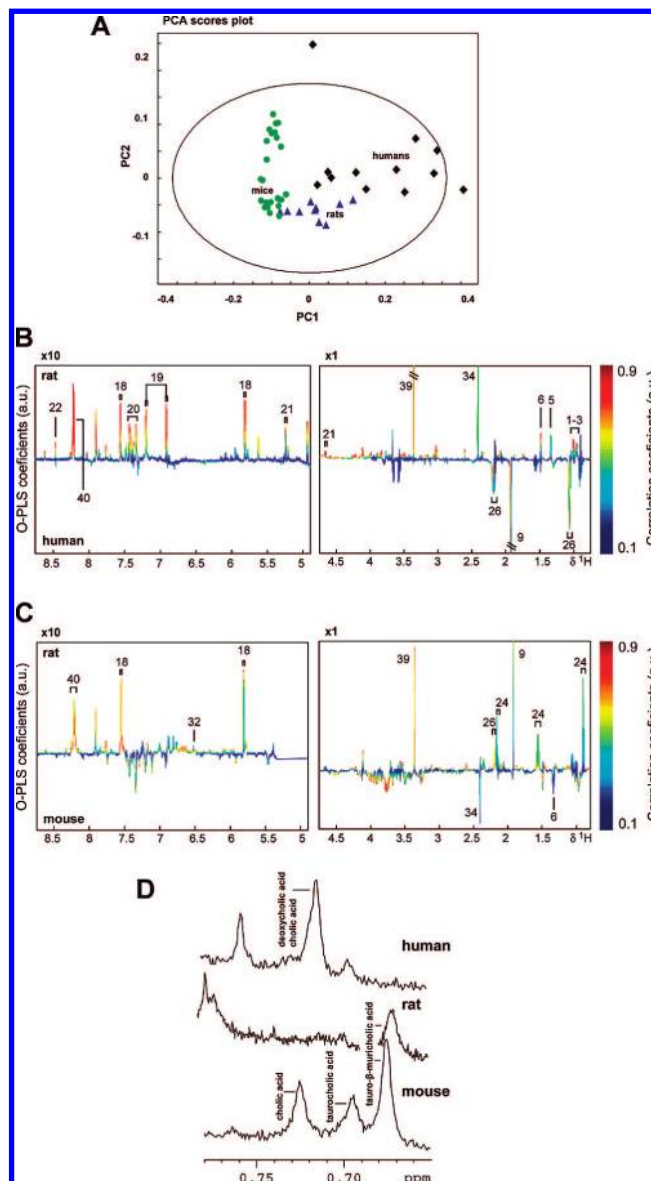 A
PCA scores plot
0.2
0.1
0
-0.1
PC2
humans
mice
rats
-0.4 -0.2 0 0.2 0.4
PC1
B
x10 x1
rat
22 18 20 19 18 21
40
21 39 34 6 5 1-3
26 9 26
human
O-PLS coeficients (a.u.)
8.5 8 7.5 7 6.5 6 5.5 5
4.5 4 3.5 3 2.5 2 1.5 1 δ ¹H
0.9
0.1
Correlation coeficients (a.u.)
C
x10 x1
rat
40 18 32 18
39 26 24 9 24 24
34 6
mouse
O-PLS coeficients (a.u.)
8.5 8 7.5 7 6.5 6 5.5 5
4.5 4 3.5 3 2.5 2 1.5 1 δ ¹H
0.9
0.1
Correlation coeficients (a.u.)
D
deoxycholic acid
cholic acid
human
rat
tauro-β-muricholic acid
mouse
cholic acid
taurocholic acid
0.75 0.70 ppm